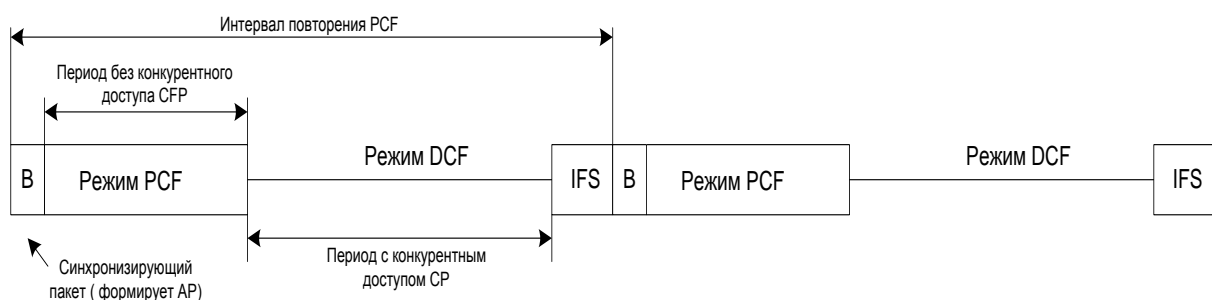 Интервал повторения PCF
Период без конкурентного
доступа CFP
B
Режим PCF
Режим DCF
IFS
B
Режим PCF
Режим DCF
IFS
Период с конкурентным
доступом CP
Синхронизирующий
пакет ( формирует AP)